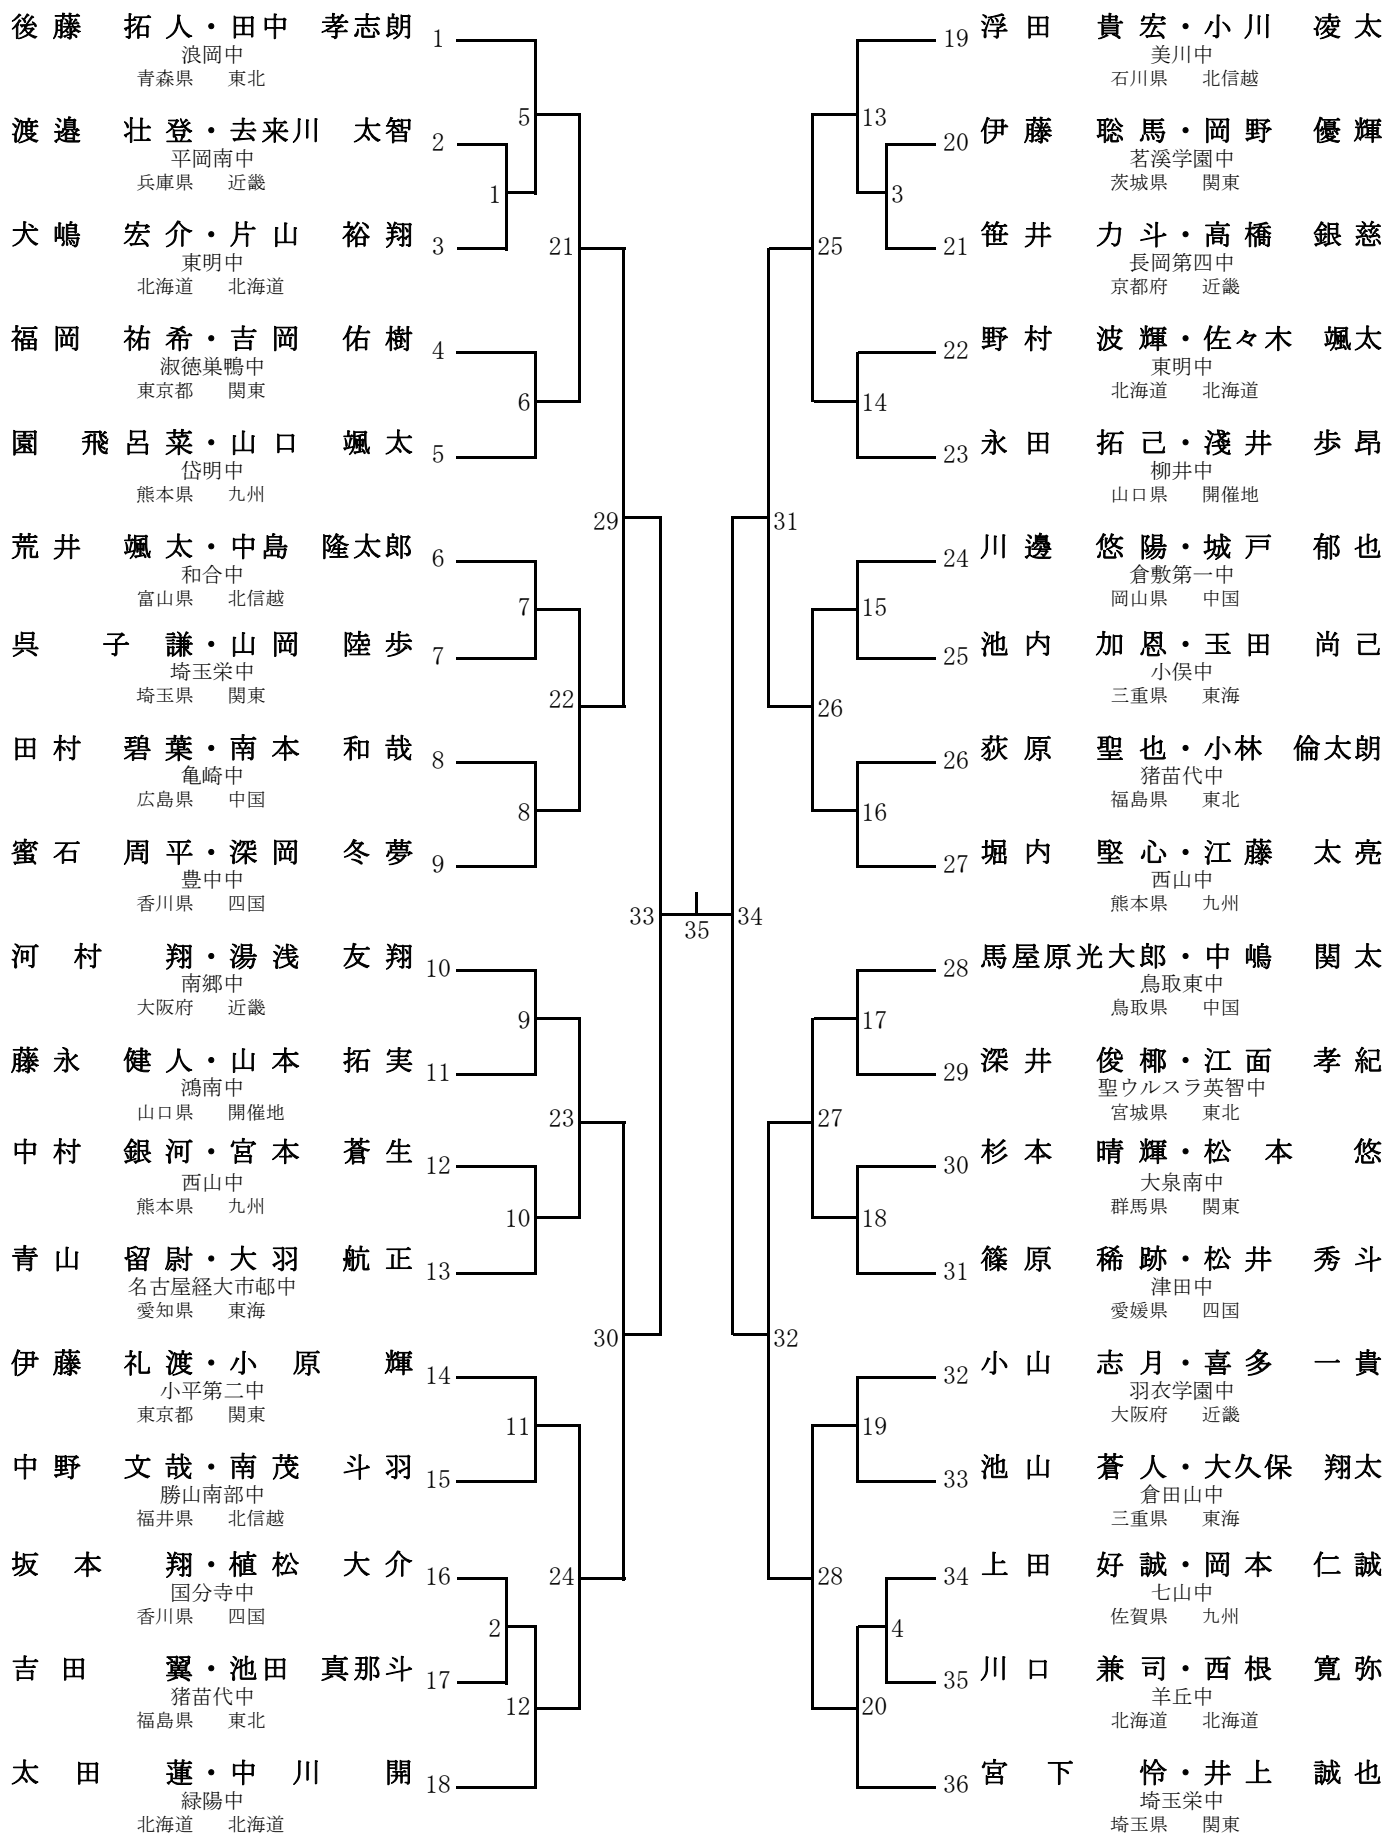 後藤 拓人・田中 孝志朗 1
浪岡中
青森県 東北
渡邉 壮登・去来川 太智 2
平岡南中
兵庫県 近畿
犬嶋 宏介・片山 裕翔 3
東明中
北海道 北海道
福岡 祐希・吉岡 佑樹 4
淑徳巣鴨中
東京都 関東
園 飛呂菜・山口 颯太 5
岱明中
熊本県 九州
荒井 颯太・中島 隆太郎 6
和合中
富山県 北信越
呉 子謙・山岡 陸歩 7
埼玉栄中
埼玉県 関東
田村 碧葉・南本 和哉 8
亀崎中
広島県 中国
蜜石 周平・深岡 冬夢 9
豊中中
香川県 四国
河村 翔・湯浅 友翔 10
南郷中
大阪府 近畿
藤永 健人・山本 拓実 11
鴻南中
山口県 開催地
中村 銀河・宮本 蒼生 12
西山中
熊本県 九州
青山 留尉・大羽 航正 13
名古屋経大市邨中
愛知県 東海
伊藤 礼渡・小原 輝 14
小平第二中
東京都 関東
中野 文哉・南茂 斗羽 15
勝山南部中
福井県 北信越
坂本 翔・植松 大介 16
国分寺中
香川県 四国
吉田 翼・池田 真那斗 17
猪苗代中
福島県 東北
太田 蓮・中川 開 18
緑陽中
北海道 北海道
5
1
21
6
29
7
22
8
33
35
34
9
23
10
30
11
24
2
12
13
3
25
14
31
15
26
16
17
27
18
32
19
28
4
20
19 浮田 貴宏・小川 凌太
美川中
石川県 北信越
20 伊藤 聡馬・岡野 優輝
茗溪学園中
茨城県 関東
21 笹井 力斗・高橋 銀慈
長岡第四中
京都府 近畿
22 野村 波輝・佐々木 颯太
東明中
北海道 北海道
23 永田 拓己・淺井 歩昂
柳井中
山口県 開催地
24 川邊 悠陽・城戸 郁也
倉敷第一中
岡山県 中国
25 池内 加恩・玉田 尚己
小俣中
三重県 東海
26 荻原 聖也・小林 倫太朗
猪苗代中
福島県 東北
27 堀内 堅心・江藤 太亮
西山中
熊本県 九州
28 馬屋原光大郎・中嶋 関太
鳥取東中
鳥取県 中国
29 深井 俊椰・江面 孝紀
聖ウルスラ英智中
宮城県 東北
30 杉本 晴輝・松本 悠
大泉南中
群馬県 関東
31 篠原 稀跡・松井 秀斗
津田中
愛媛県 四国
32 小山 志月・喜多 一貴
羽衣学園中
大阪府 近畿
33 池山 蒼人・大久保 翔太
倉田山中
三重県 東海
34 上田 好誠・岡本 仁誠
七山中
佐賀県 九州
35 川口 兼司・西根 寛弥
羊丘中
北海道 北海道
36 宮下 怜・井上 誠也
埼玉栄中
埼玉県 関東